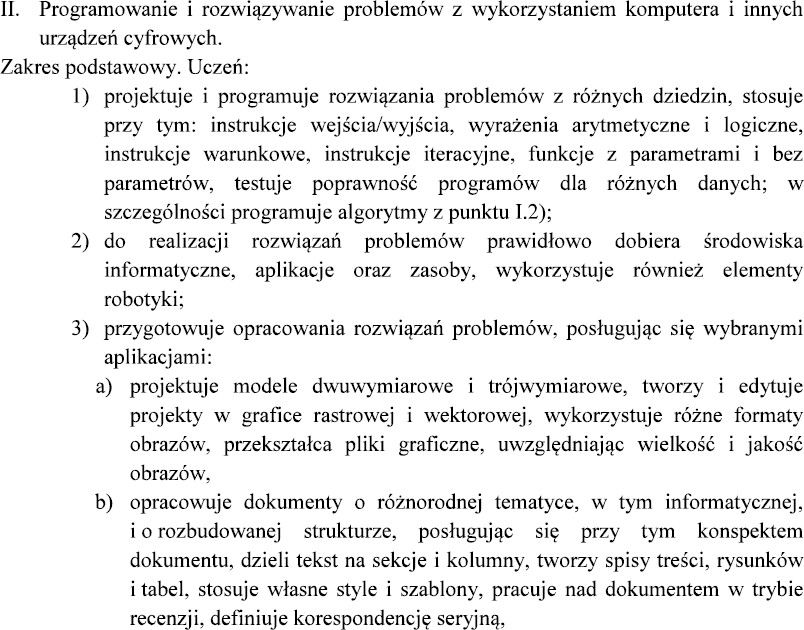 II. Programowanie i rozwiązywanie problemów z wykorzystaniem komputera i innych
urządzeń cyfrowych.
Zakres podstawowy. Uczeń:
1) projektuje i programuje rozwiązania problemów z różnych dziedzin, stosuje
przy tym: instrukcje wejścia/wyjścia, wyrażenia arytmetyczne i logiczne,
instrukcje warunkowe, instrukcje iteracyjne, funkcje z parametrami i bez
parametrów, testuje poprawność programów dla różnych danych; w
szczególności programuje algorytmy z punktu I.2);
2) do realizacji rozwiązań problemów prawidłowo dobiera środowiska
informatyczne, aplikacje oraz zasoby, wykorzystuje również elementy
robotyki;
3) przygotowuje opracowania rozwiązań problemów, posługując się wybranymi
aplikacjami:
a) projektuje modele dwuwymiarowe i trójwymiarowe, tworzy i edytuje
projekty w grafice rastrowej i wektorowej, wykorzystuje różne formaty
obrazów, przekształca pliki graficzne, uwzględniając wielkość i jakość
obrazów,
b) opracowuje dokumenty o różnorodnej tematyce, w tym informatycznej,
i o rozbudowanej strukturze, posługując się przy tym konspektem
dokumentu, dzieli tekst na sekcje i kolumny, tworzy spisy treści, rysunków
i tabel, stosuje własne style i szablony, pracuje nad dokumentem w trybie
recenzji, definiuje korespondencję seryjną,